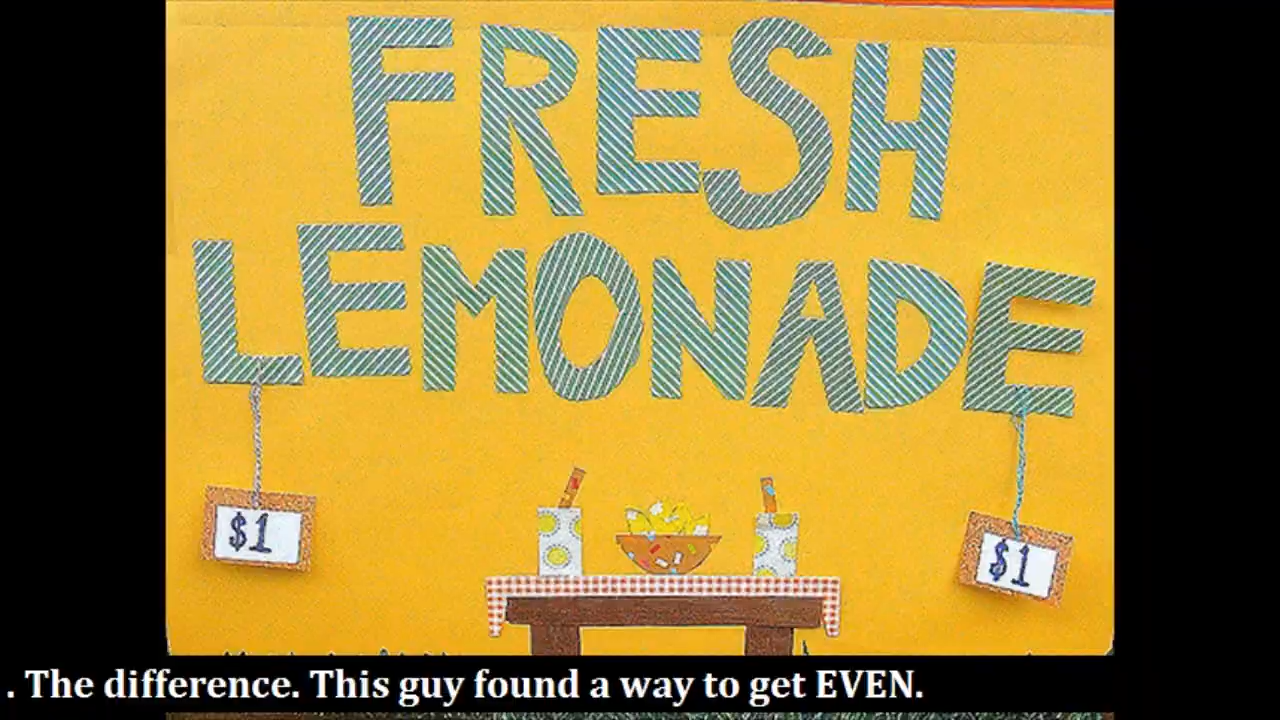 FRESH
LEMONADE
$1
$1
. The difference. This guy found a way to get EVEN.